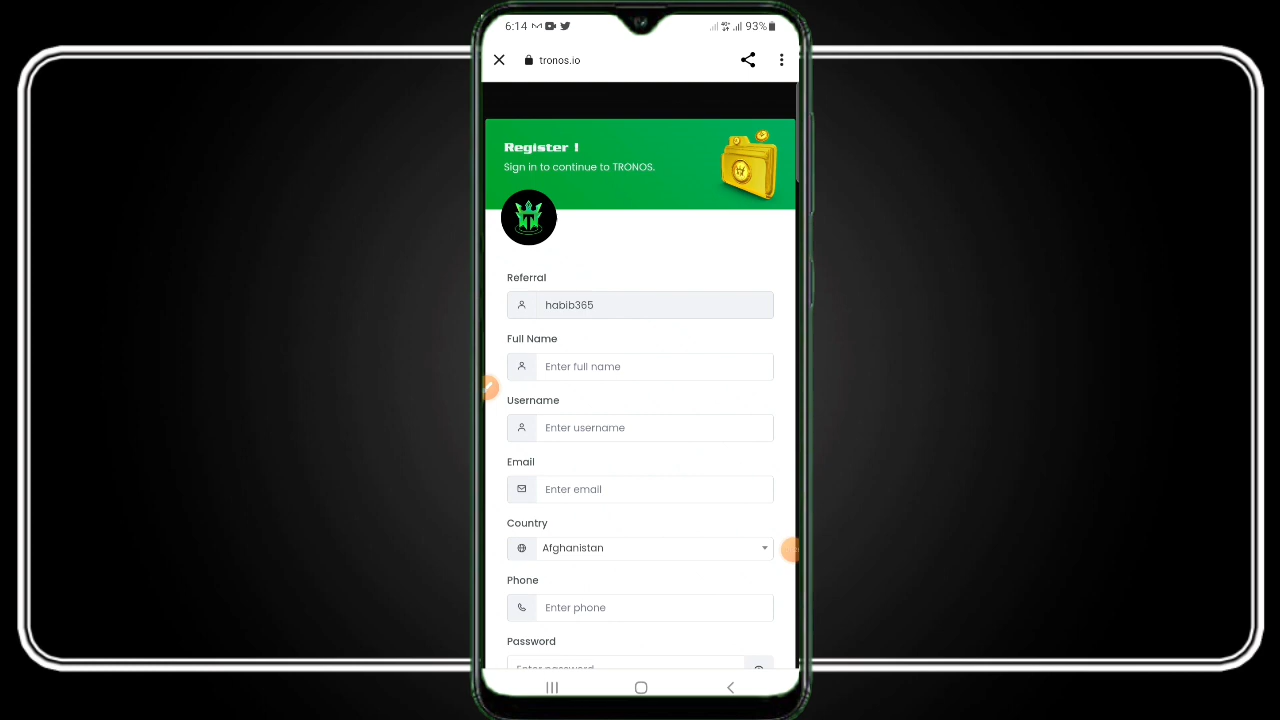 6:14
4G+
93%
tronos.io
Register !
Sign in to continue to TRONOS.
Referral
habib365
Full Name
Enter full name
Username
Enter username
Email
Enter email
Country
Afghanistan
Phone
Enter phone
Password
Enter password